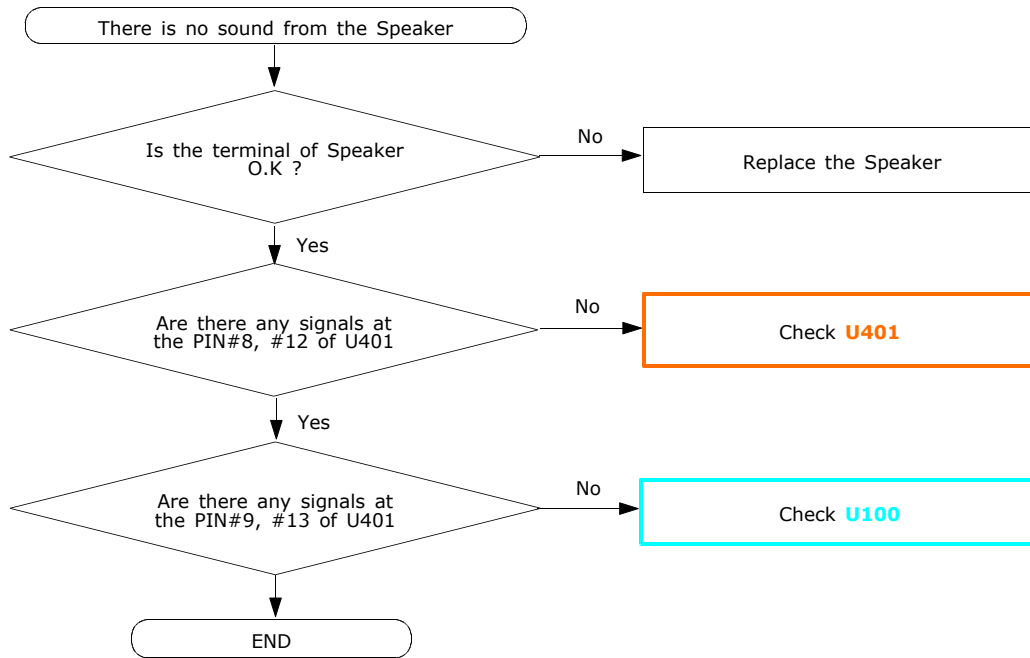 There is no sound from the Speaker
Is the terminal of Speaker
O.K ?
No
Replace the Speaker
Yes
Are there any signals at
the PIN#8, #12 of U401
No
Check U401
Yes
Are there any signals at
the PIN#9, #13 of U401
No
Check U100
END